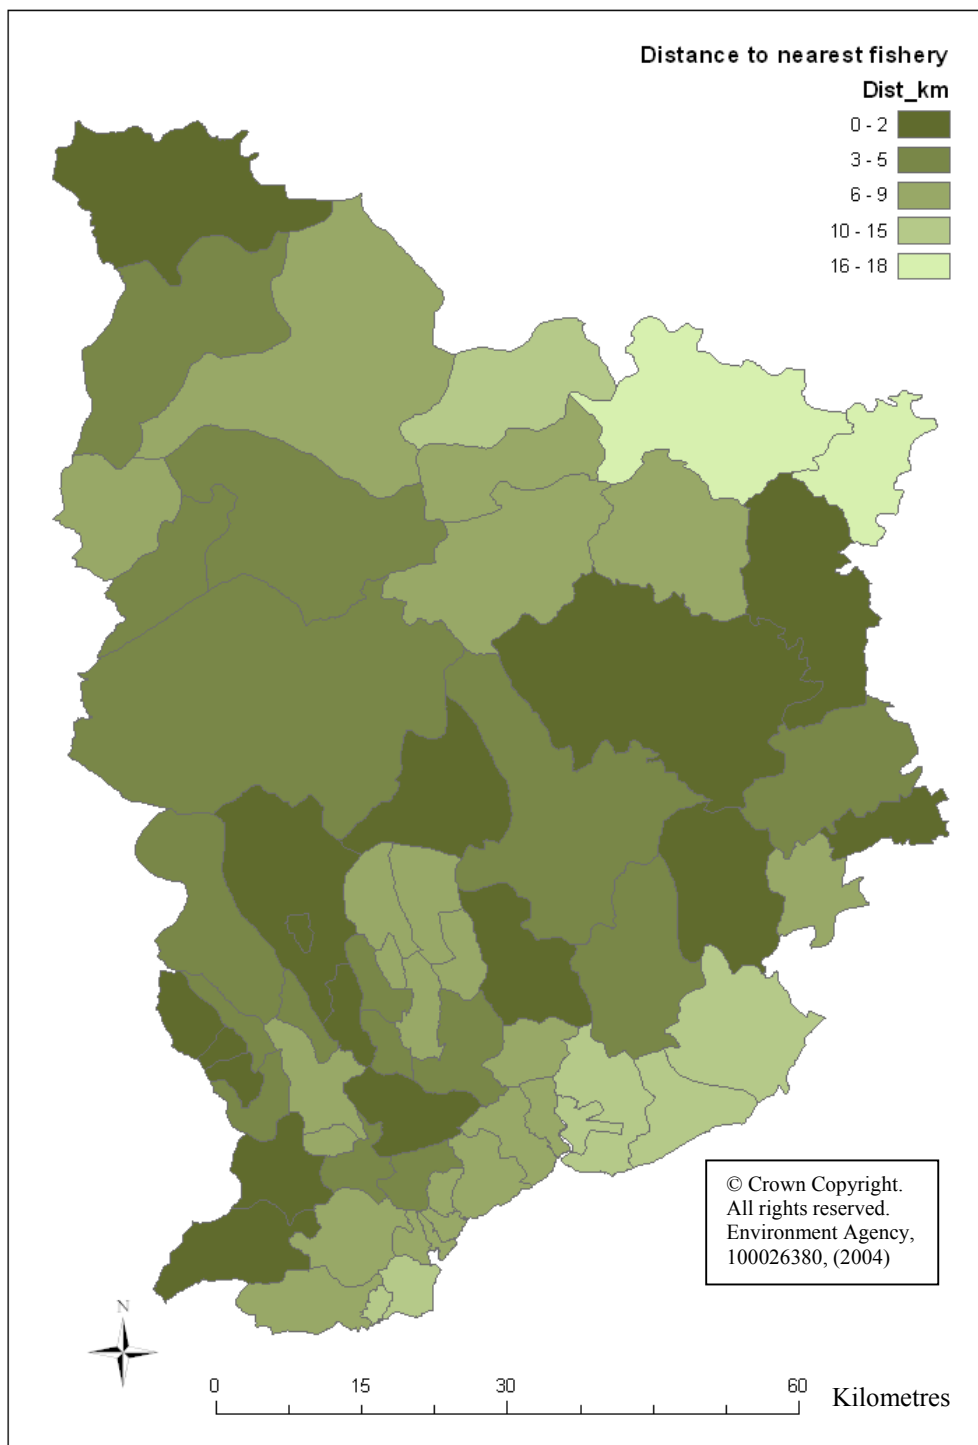 Distance to nearest fishery
Dist_km
0 - 2
3 - 5
6 - 9
10 - 15
16 - 18
© Crown Copyright.
All rights reserved.
Environment Agency,
100026380, (2004)
N
0 15 30 60 Kilometres